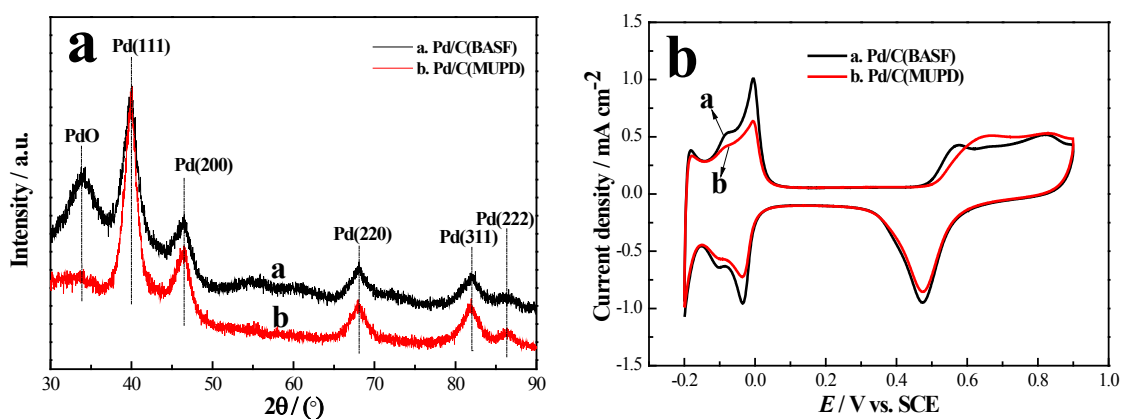 a
Pd(111)
a. Pd/C(BASF)
b. Pd/C(MUPD)
PdO
Pd(200)
Pd(220)
Pd(311)
Pd(222)
a
b
Intensity / a.u.
30 40 50 60 70 80 90
2θ / (°)
b
a. Pd/C(BASF)
b. Pd/C(MUPD)
a
b
Current density / mA cm-2
1.5
1.0
0.5
0.0
-0.5
-1.0
-1.5
-0.2 0.0 0.2 0.4 0.6 0.8 1.0
E / V vs. SCE